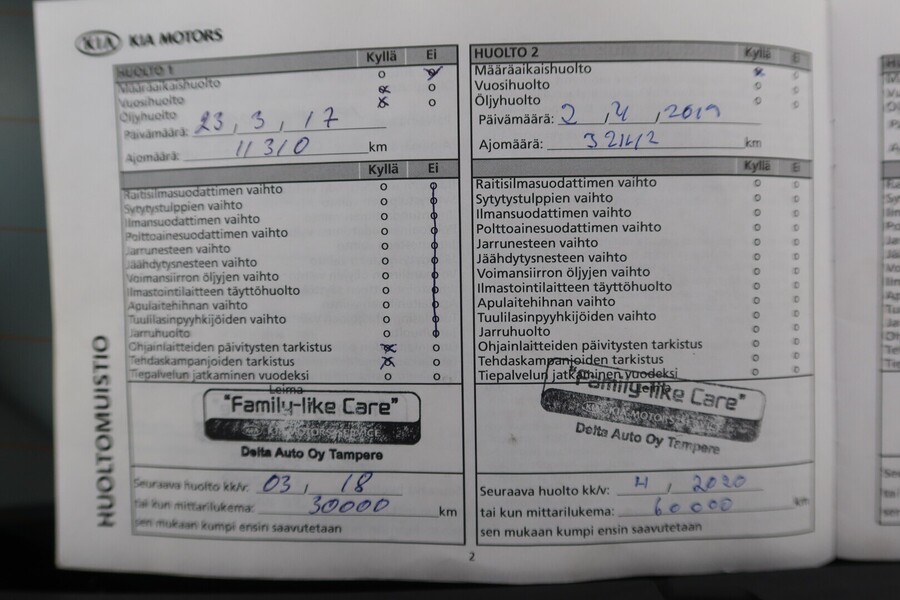 KIA KIA MOTORS
HUOLTOMUISTIO
HUOLTO 1 Kyllä Ei
Määräaikaishuolto o
Vuosihuolto o
Öljyhuolto o
Päivämäärä: 23, 3, 17
Ajomäärä: 11310 km
Kyllä Ei
Raitisilmasuodattimen vaihto o o
Sytytystulppien vaihto o o
Ilmansuodattimen vaihto o o
Polttoainesuodattimen vaihto o o
Jarrunesteen vaihto o o
Jäähdytysnesteen vaihto o o
Voimansiirron öljyjen vaihto o o
Ilmastointilaitteen täyttöhuolto o o
Apulaitehihnan vaihto o o
Tuulilasinpyyhkijöiden vaihto o o
Jarruhuolto o o
Ohjainlaitteiden päivitysten tarkistus o
Tehdaskampanjoiden tarkistus o
Tiepalvelun jatkaminen vuodeksi o o
Leima
"Family-like Care"
KIA MOTORS SERVICE
Delta Auto Oy Tampere
Seuraava huolto kk/v: 03, 18
tai kun mittarilukema: 30000 km
sen mukaan kumpi ensin saavutetaan
HUOLTO 2 Kyllä Ei
Määräaikaishuolto o
Vuosihuolto o o
Öljyhuolto o o
Päivämäärä: 2, 4, 2019
Ajomäärä: 32142 km
Kyllä Ei
Raitisilmasuodattimen vaihto o o
Sytytystulppien vaihto o o
Ilmansuodattimen vaihto o o
Polttoainesuodattimen vaihto o o
Jarrunesteen vaihto o o
Jäähdytysnesteen vaihto o o
Voimansiirron öljyjen vaihto o o
Ilmastointilaitteen täyttöhuolto o o
Apulaitehihnan vaihto o o
Tuulilasinpyyhkijöiden vaihto o o
Jarruhuolto o o
Ohjainlaitteiden päivitysten tarkistus o o
Tehdaskampanjoiden tarkistus o o
Tiepalvelun jatkaminen vuodeksi o o
"Family-like Care"
KIA MOTORS
Delta Auto Oy Tampere
Seuraava huolto kk/v: 4, 2020
tai kun mittarilukema: 60000 km
sen mukaan kumpi ensin saavutetaan
2